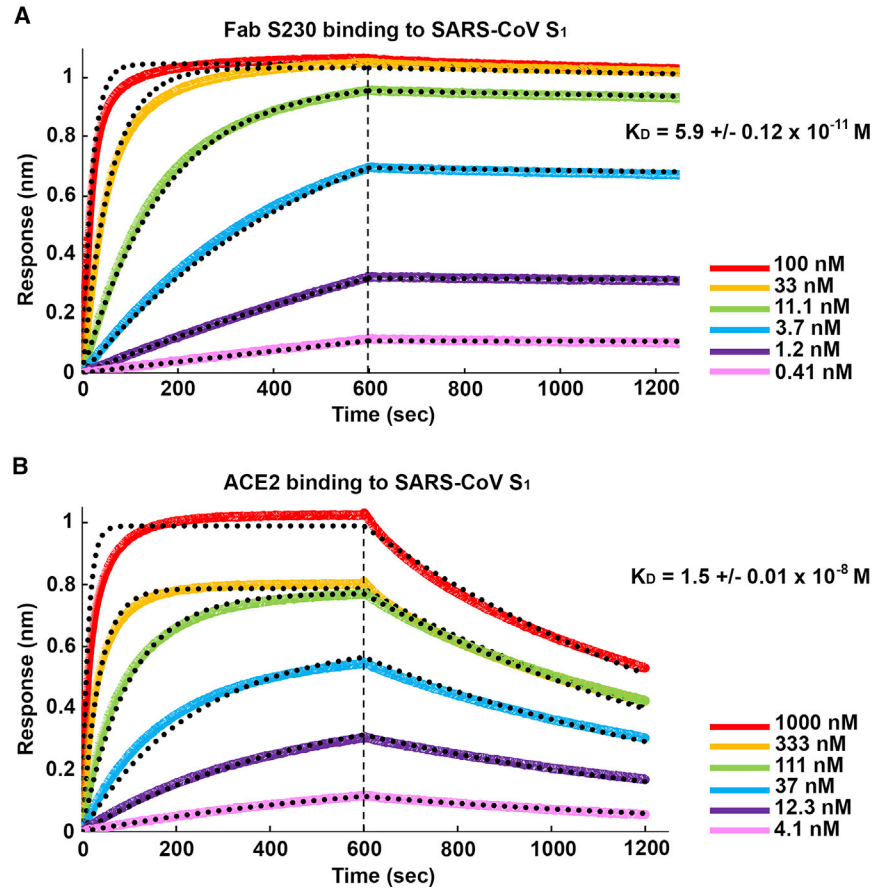 A
Fab S230 binding to SARS-CoV S1
Response (nm)
1
0.8
0.6
0.4
0.2
0
0 200 400 600 800 1000 1200
Time (sec)
KD = 5.9 +/- 0.12 x 10-11 M
100 nM
33 nM
11.1 nM
3.7 nM
1.2 nM
0.41 nM
B
ACE2 binding to SARS-CoV S1
Response (nm)
1
0.8
0.6
0.4
0.2
0
0 200 400 600 800 1000 1200
Time (sec)
KD = 1.5 +/- 0.01 x 10-8 M
1000 nM
333 nM
111 nM
37 nM
12.3 nM
4.1 nM